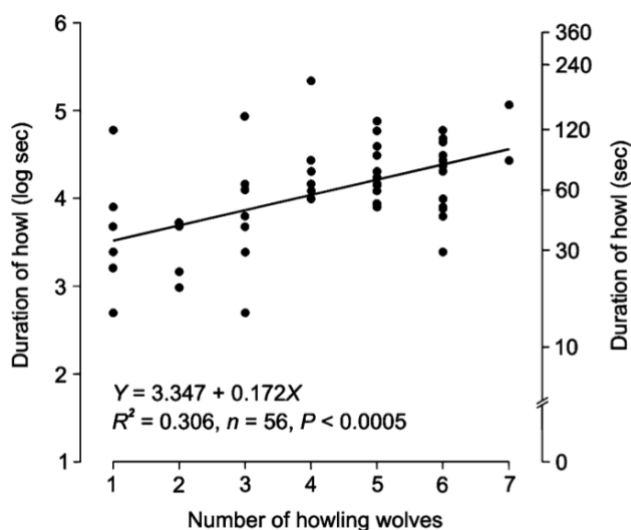 6
5
4
3
2
1
Duration of howl (log sec)
360
240
120
60
30
10
0
Duration of howl (sec)
Y = 3.347 + 0.172X
R² = 0.306, n = 56, P < 0.0005
1 2 3 4 5 6 7
Number of howling wolves